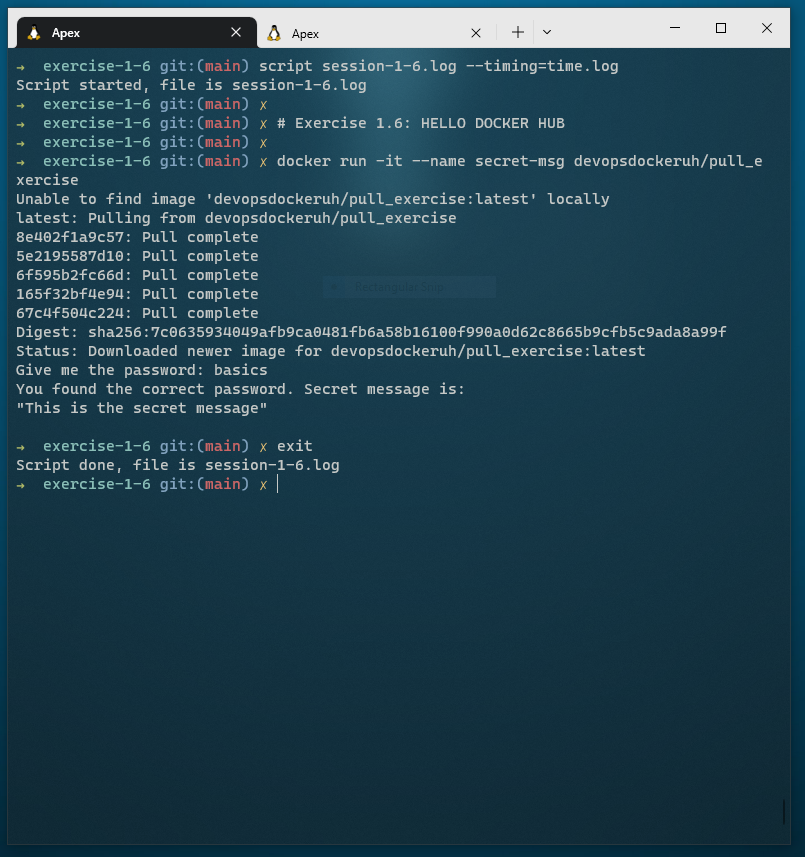 Apex
Apex
→ exercise-1-6 git:(main) script session-1-6.log --timing=time.log
Script started, file is session-1-6.log
→ exercise-1-6 git:(main) ✗
→ exercise-1-6 git:(main) ✗ # Exercise 1.6: HELLO DOCKER HUB
→ exercise-1-6 git:(main) ✗
→ exercise-1-6 git:(main) ✗ docker run -it --name secret-msg devopsdockeruh/pull_e
xercise
Unable to find image 'devopsdockeruh/pull_exercise:latest' locally
latest: Pulling from devopsdockeruh/pull_exercise
8e402f1a9c57: Pull complete
5e2195587d10: Pull complete
6f595b2fc66d: Pull complete
165f32bf4e94: Pull complete
67c4f504c224: Pull complete
Digest: sha256:7c0635934049afb9ca0481fb6a58b16100f990a0d62c8665b9cfb5c9ada8a99f
Status: Downloaded newer image for devopsdockeruh/pull_exercise:latest
Give me the password: basics
You found the correct password. Secret message is:
"This is the secret message"
→ exercise-1-6 git:(main) ✗ exit
Script done, file is session-1-6.log
→ exercise-1-6 git:(main) ✗
Rectangular Snip